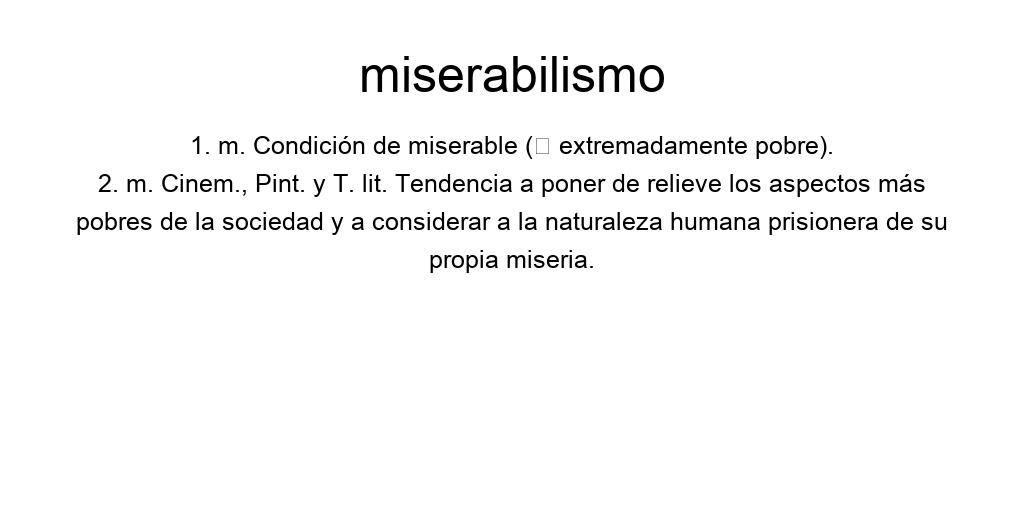 miserabilismo
1. m. Condición de miserable (□ extremadamente pobre).
2. m. Cinem., Pint. y T. lit. Tendencia a poner de relieve los aspectos más
pobres de la sociedad y a considerar a la naturaleza humana prisionera de su
propia miseria.